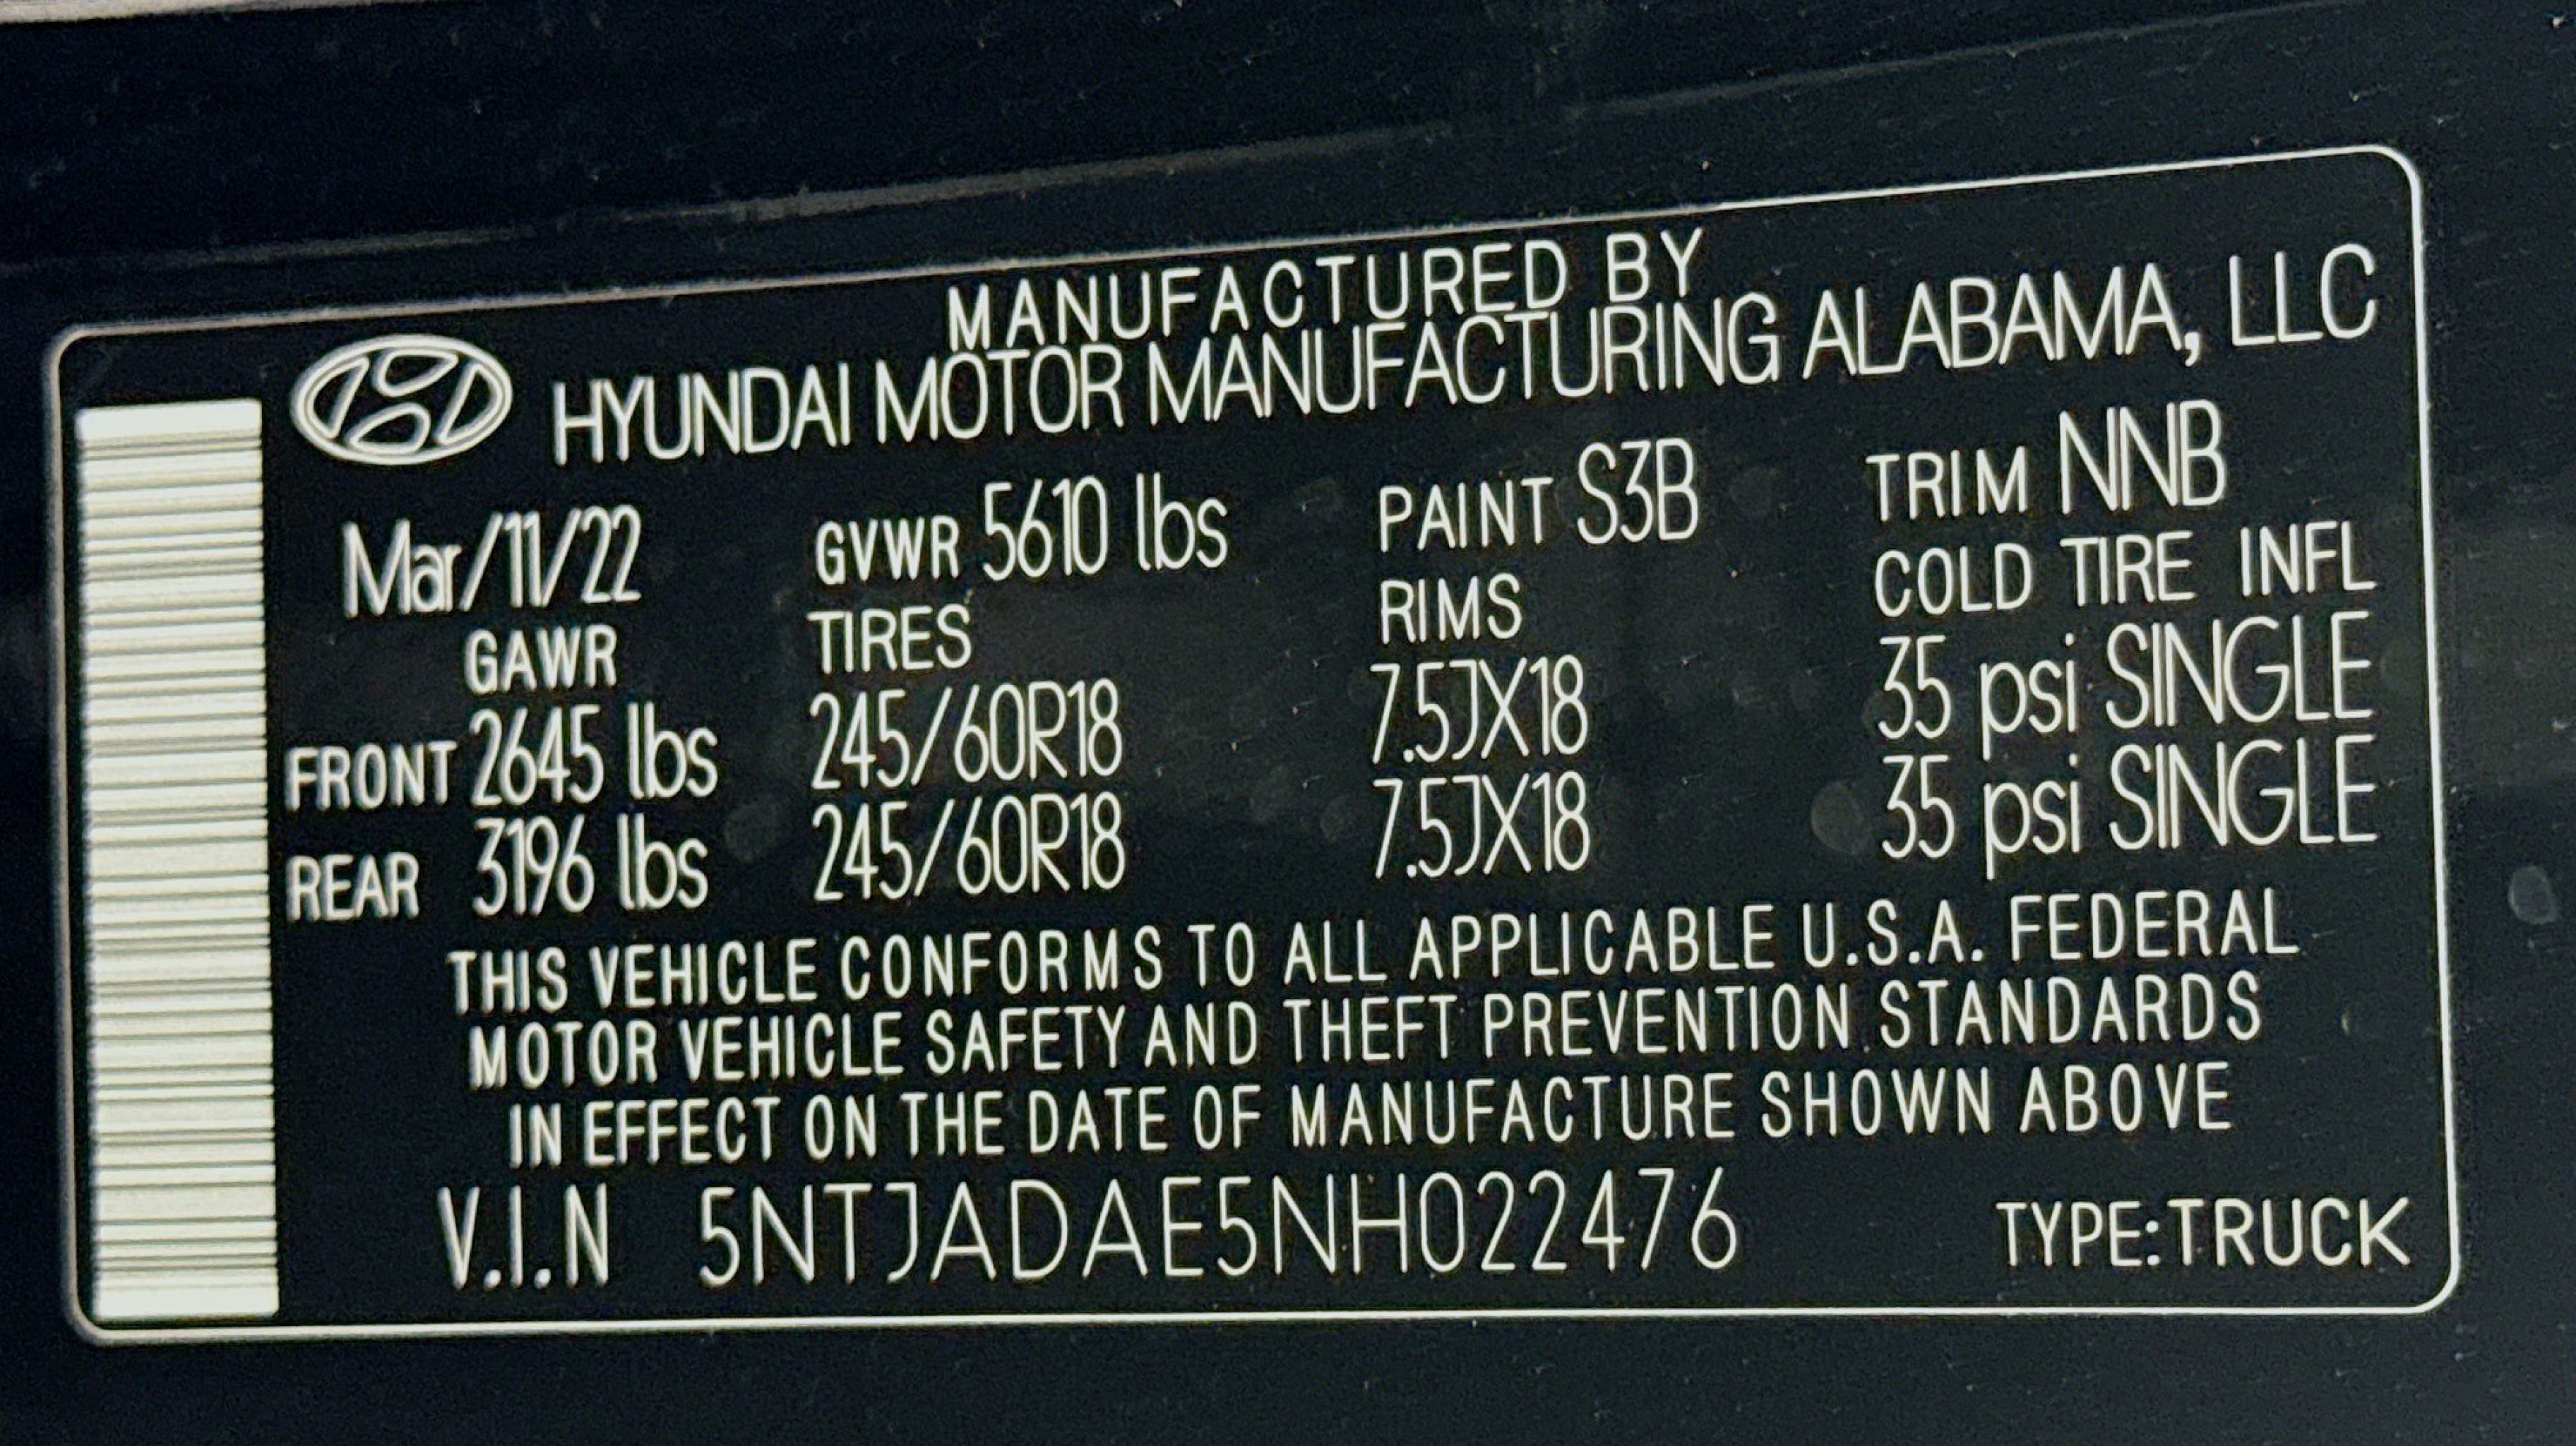 MANUFACTURED BY
HYUNDAI MOTOR MANUFACTURING ALABAMA, LLC
Mar/11/22 GVWR 5610 lbs PAINT S3B TRIM NNB
GAWR TIRES RIMS COLD TIRE INFL
FRONT 2645 lbs 245/60R18 7.5JX18 35 psi SINGLE
REAR 3196 lbs 245/60R18 7.5JX18 35 psi SINGLE
THIS VEHICLE CONFORMS TO ALL APPLICABLE U.S.A. FEDERAL
MOTOR VEHICLE SAFETY AND THEFT PREVENTION STANDARDS
IN EFFECT ON THE DATE OF MANUFACTURE SHOWN ABOVE
V.I.N 5NTJADAE5NH022476 TYPE:TRUCK